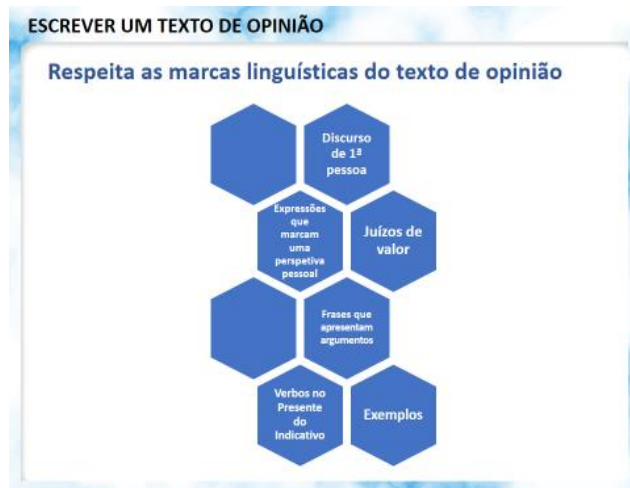 ESCREVER UM TEXTO DE OPINIÃO
Respeita as marcas linguísticas do texto de opinião
Discurso
de 1ª
pessoa
Expressões
que
marcam
uma
perspetiva
pessoal
Juízos de
valor
Frases que
apresentam
argumentos
Verbos no
Presente
do
Indicativo
Exemplos